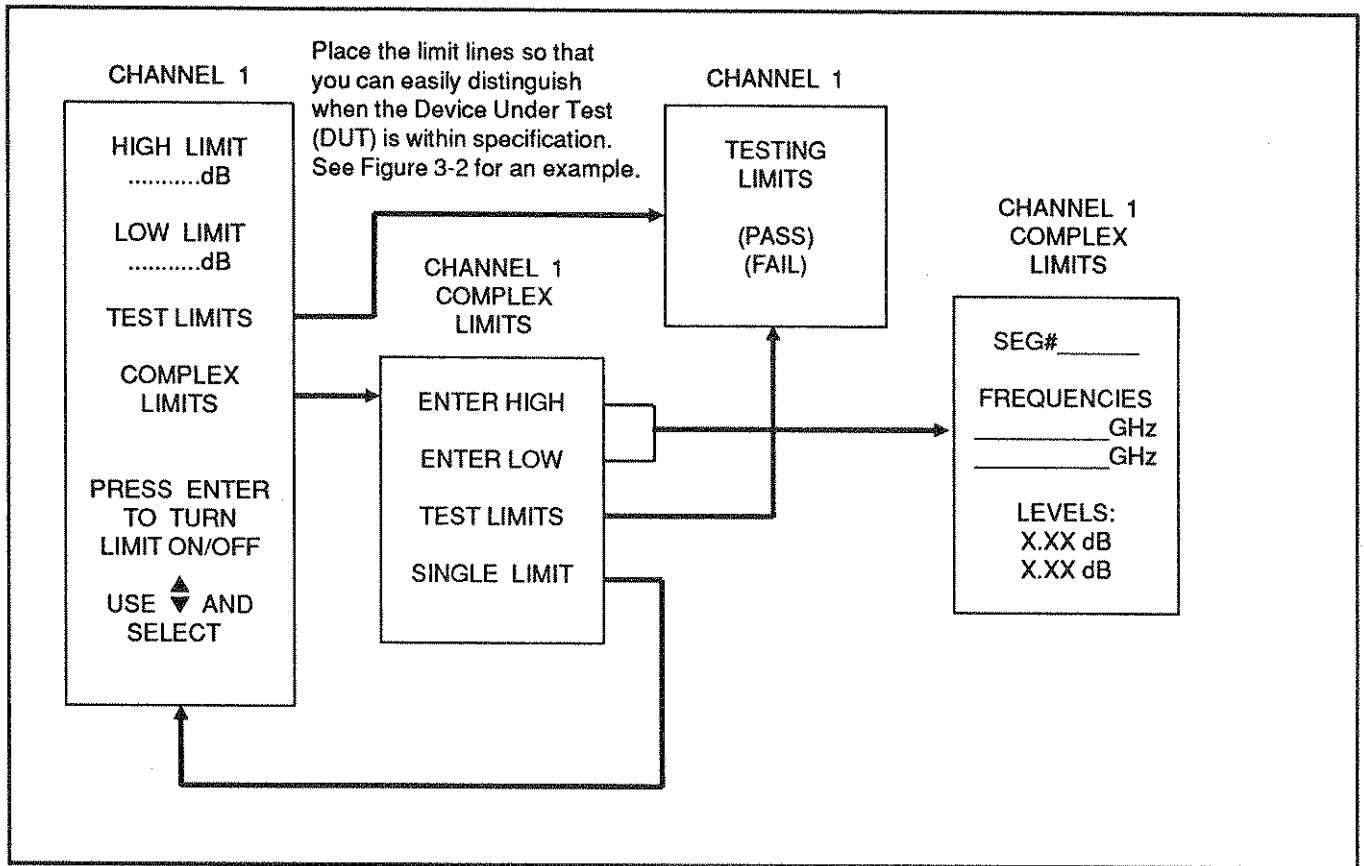 CHANNEL 1
HIGH LIMIT
...........dB
LOW LIMIT
...........dB
TEST LIMITS
COMPLEX
LIMITS
PRESS ENTER
TO TURN
LIMIT ON/OFF
USE ▲▼ AND
SELECT
Place the limit lines so that
you can easily distinguish
when the Device Under Test
(DUT) is within specification.
See Figure 3-2 for an example.
CHANNEL 1
COMPLEX
LIMITS
ENTER HIGH
ENTER LOW
TEST LIMITS
SINGLE LIMIT
CHANNEL 1
TESTING
LIMITS
(PASS)
(FAIL)
CHANNEL 1
COMPLEX
LIMITS
SEG#______
FREQUENCIES
__________GHz
__________GHz
LEVELS:
X.XX dB
X.XX dB